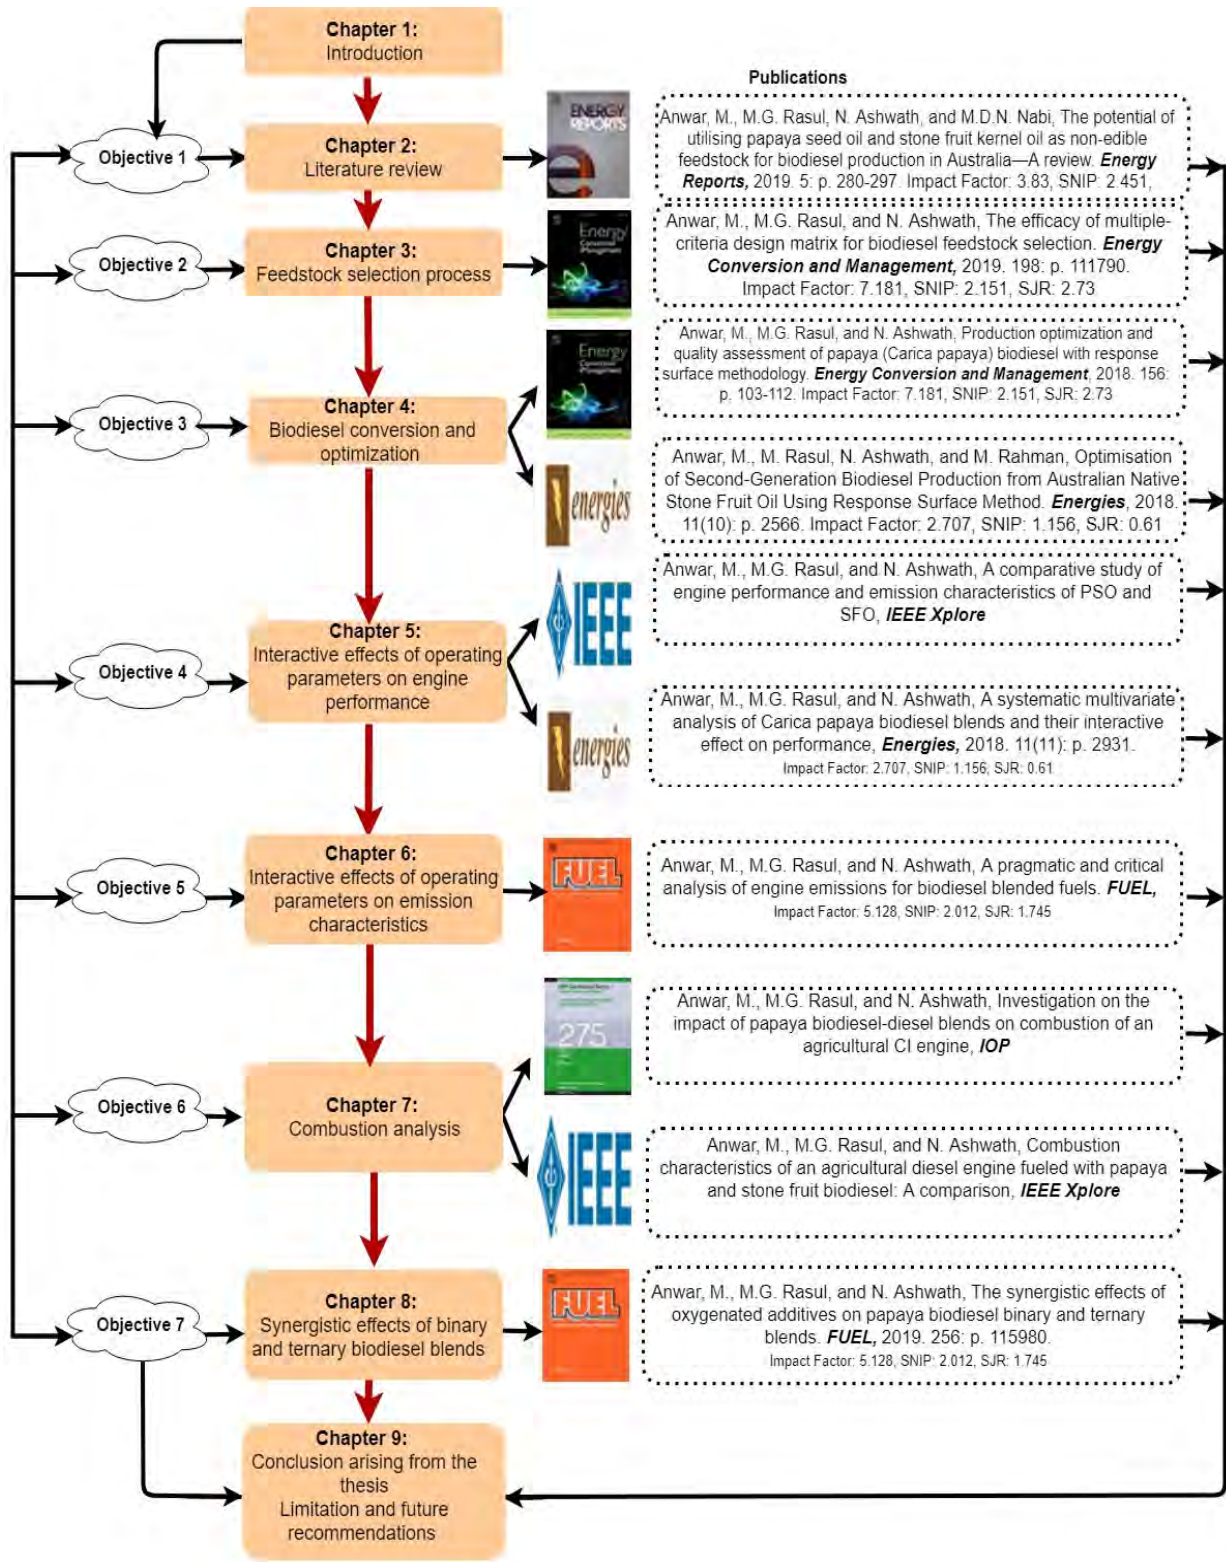 Chapter 1:
Introduction
Publications
Objective 1
Chapter 2:
Literature review
ENERGY
REPORTS
Anwar, M., M.G. Rasul, N. Ashwath, and M.D.N. Nabi, The potential of
utilising papaya seed oil and stone fruit kernel oil as non-edible
feedstock for biodiesel production in Australia—A review. Energy
Reports, 2019. 5: p. 280-297. Impact Factor: 3.83, SNIP: 2.451,
Objective 2
Chapter 3:
Feedstock selection process
Energy
Conversion
Management
Anwar, M., M.G. Rasul, and N. Ashwath, The efficacy of multiple-
criteria design matrix for biodiesel feedstock selection. Energy
Conversion and Management, 2019. 198: p. 111790.
Impact Factor: 7.181, SNIP: 2.151, SJR: 2.73
Objective 3
Chapter 4:
Biodiesel conversion and
optimization
Energy
Conversion
Management
Anwar, M., M.G. Rasul, and N. Ashwath, Production optimization and
quality assessment of papaya (Carica papaya) biodiesel with response
surface methodology. Energy Conversion and Management, 2018. 156:
p. 103-112. Impact Factor: 7.181, SNIP: 2.151, SJR: 2.73
energies
Anwar, M., M. Rasul, N. Ashwath, and M. Rahman, Optimisation
of Second-Generation Biodiesel Production from Australian Native
Stone Fruit Oil Using Response Surface Method. Energies, 2018.
11(10): p. 2566. Impact Factor: 2.707, SNIP: 1.156, SJR: 0.61
Objective 4
Chapter 5:
Interactive effects of operating
parameters on engine
performance
IEEE
Anwar, M., M.G. Rasul, and N. Ashwath, A comparative study of
engine performance and emission characteristics of PSO and
SFO, IEEE Xplore
energies
Anwar, M., M.G. Rasul, and N. Ashwath, A systematic multivariate
analysis of Carica papaya biodiesel blends and their interactive
effect on performance, Energies, 2018. 11(11): p. 2931.
Impact Factor: 2.707, SNIP: 1.156, SJR: 0.61
Objective 5
Chapter 6:
Interactive effects of operating
parameters on emission
characteristics
FUEL
Anwar, M., M.G. Rasul, and N. Ashwath, A pragmatic and critical
analysis of engine emissions for biodiesel blended fuels. FUEL,
Impact Factor: 5.128, SNIP: 2.012, SJR: 1.745
Objective 6
Chapter 7:
Combustion analysis
275
Anwar, M., M.G. Rasul, and N. Ashwath, Investigation on the
impact of papaya biodiesel-diesel blends on combustion of an
agricultural CI engine, IOP
IEEE
Anwar, M., M.G. Rasul, and N. Ashwath, Combustion
characteristics of an agricultural diesel engine fueled with papaya
and stone fruit biodiesel: A comparison, IEEE Xplore
Objective 7
Chapter 8:
Synergistic effects of binary
and ternary biodiesel blends
FUEL
Anwar, M., M.G. Rasul, and N. Ashwath, The synergistic effects of
oxygenated additives on papaya biodiesel binary and ternary
blends. FUEL, 2019. 256: p. 115980.
Impact Factor: 5.128, SNIP: 2.012, SJR: 1.745
Chapter 9:
Conclusion arising from the
thesis
Limitation and future
recommendations